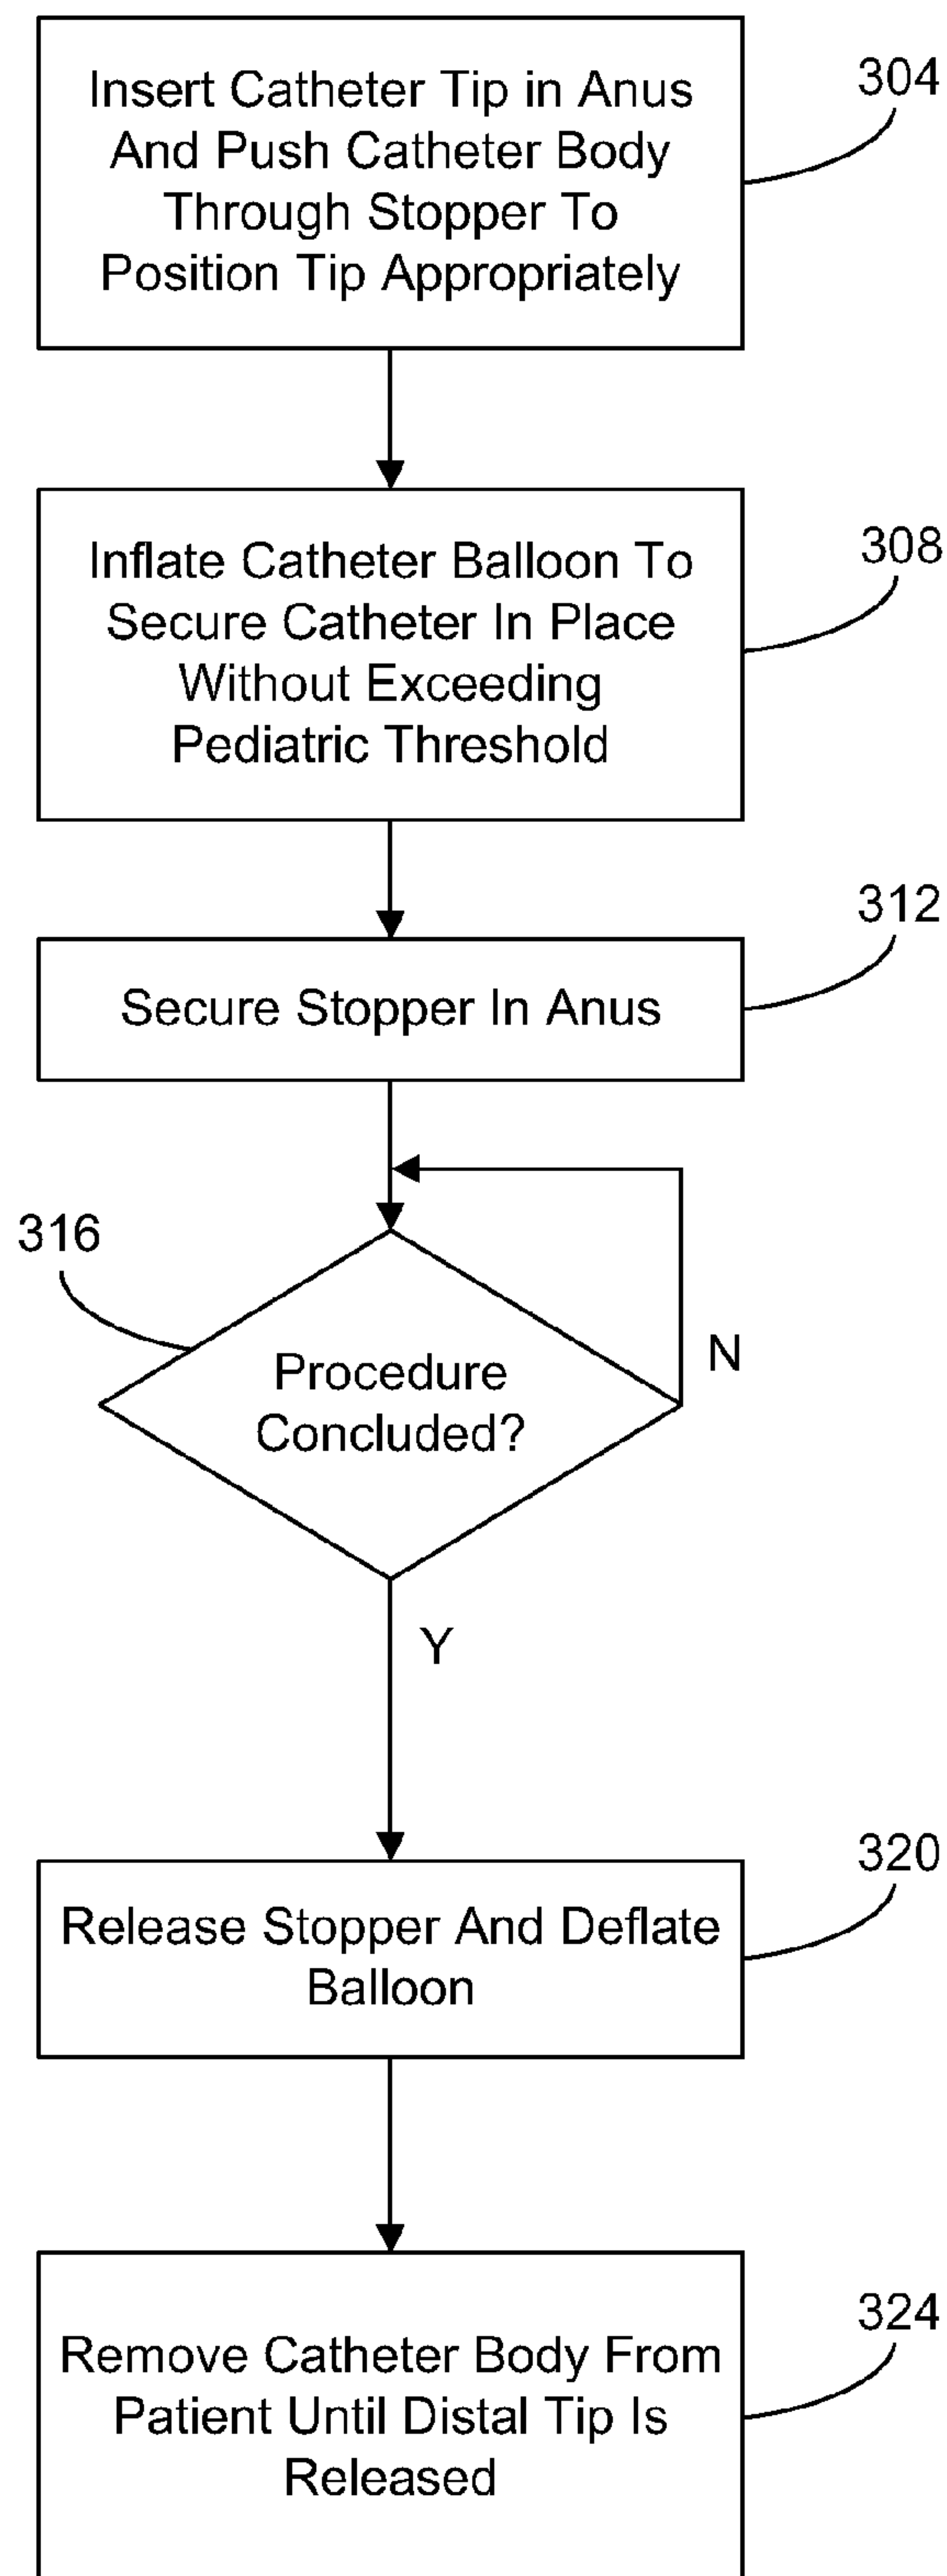 Insert Catheter Tip in Anus
And Push Catheter Body
Through Stopper To
Position Tip Appropriately
304
Inflate Catheter Balloon To
Secure Catheter In Place
Without Exceeding
Pediatric Threshold
308
Secure Stopper In Anus
312
316
Procedure
Concluded?
N
Y
Release Stopper And Deflate
Balloon
320
Remove Catheter Body From
Patient Until Distal Tip Is
Released
324